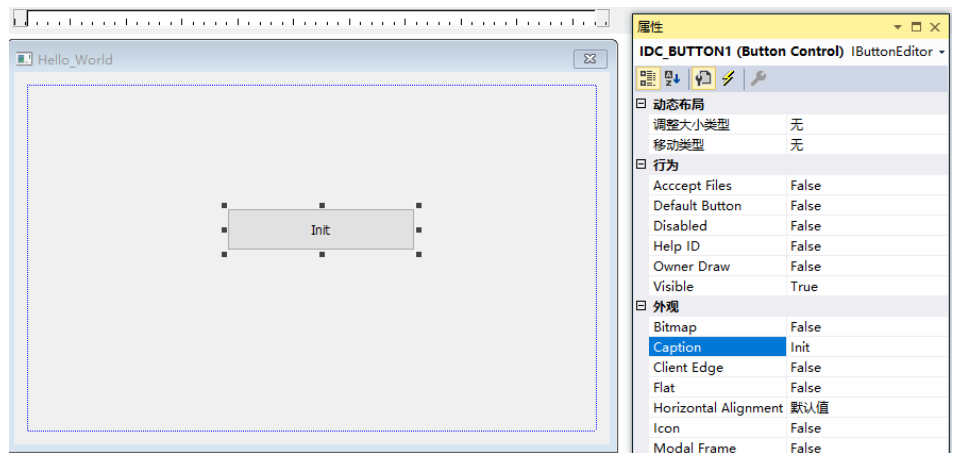 Hello_World
Init
属性
IDC_BUTTON1 (Button Control) IButtonEditor
动态布局
调整大小类型 无
移动类型 无
行为
Acccept Files False
Default Button False
Disabled False
Help ID False
Owner Draw False
Visible True
外观
Bitmap False
Caption Init
Client Edge False
Flat False
Horizontal Alignment 默认值
Icon False
Modal Frame False